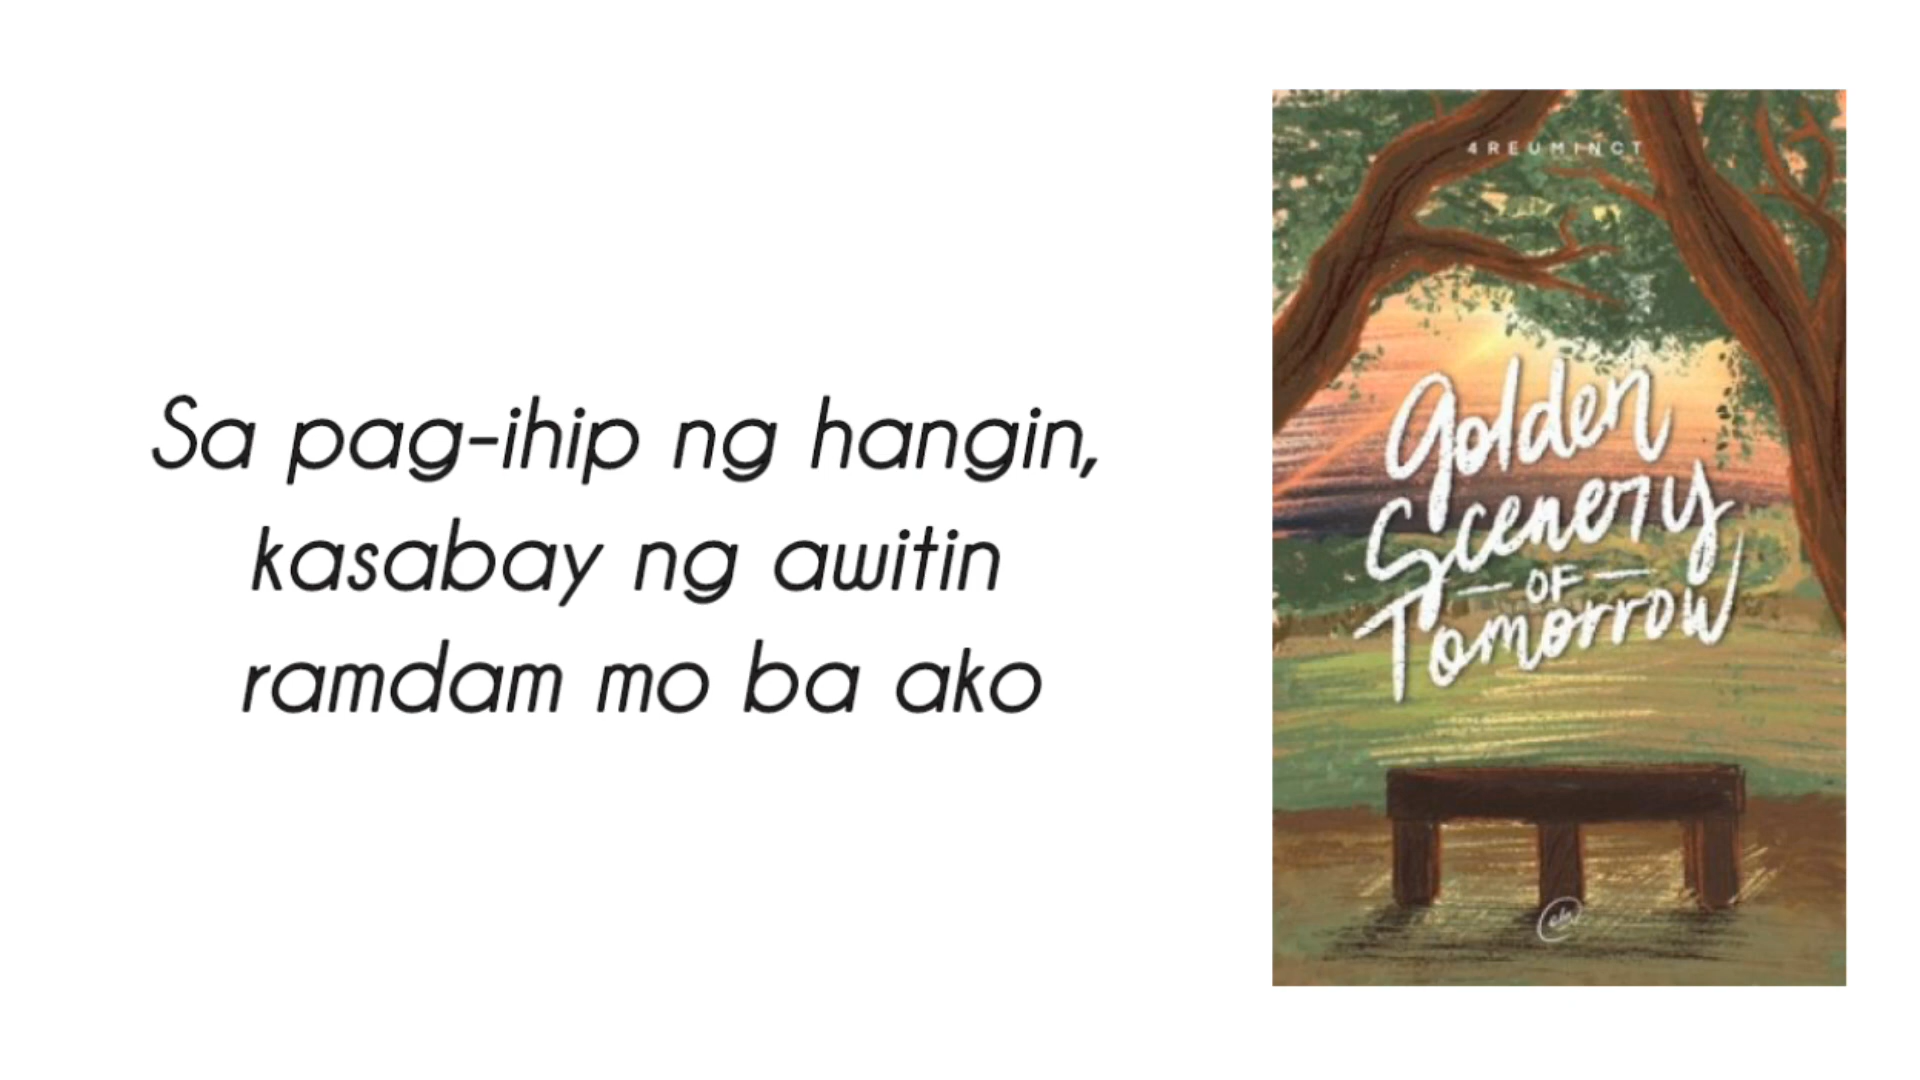 Sa pag-ihip ng hangin,
kasabay ng awitin
ramdam mo ba ako
4REUMINCT
Golden
Scenery
OF
Tomorrow